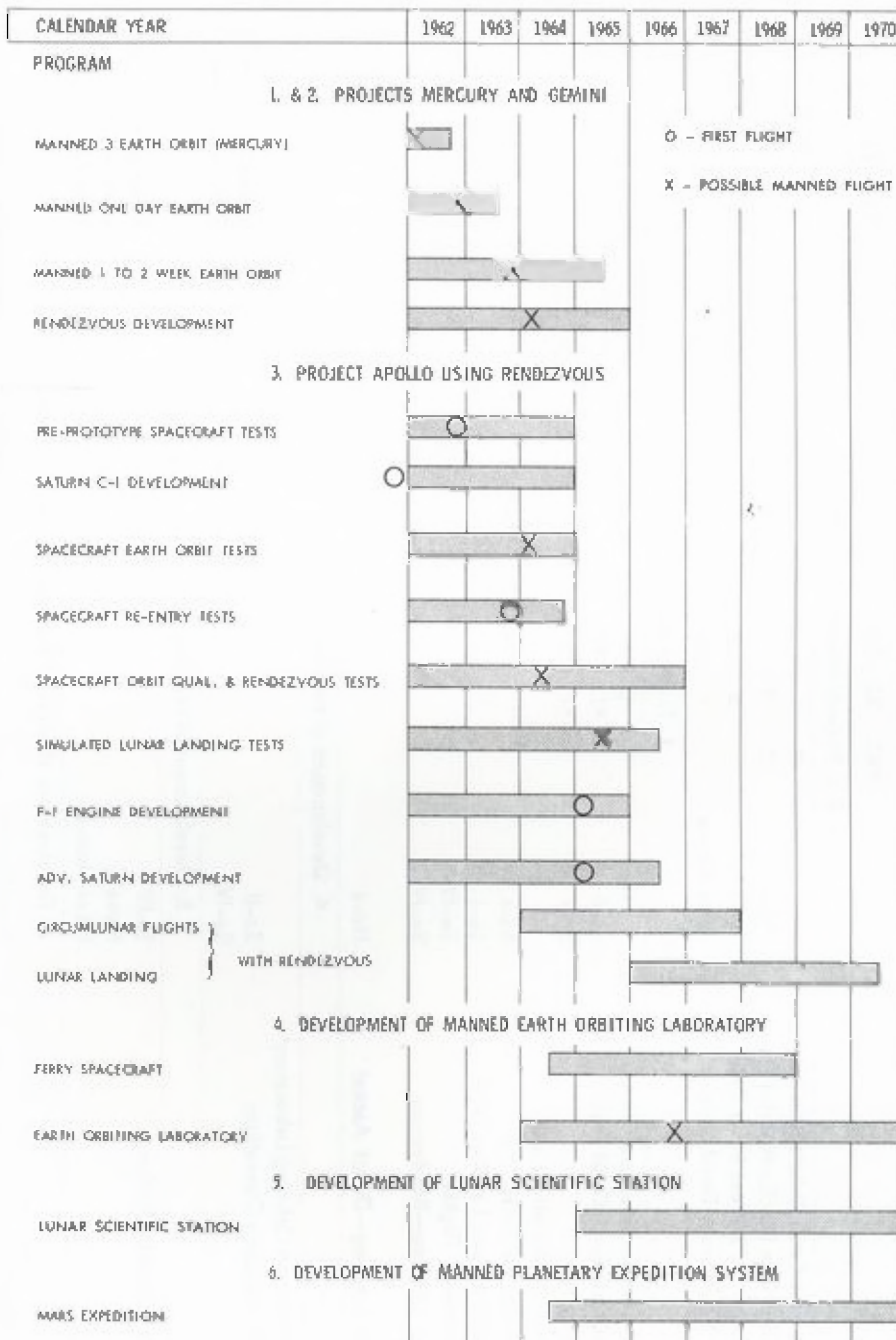 CALENDAR YEAR 1962 1963 1964 1965 1966 1967 1968 1969 1970
PROGRAM
1. & 2. PROJECTS MERCURY AND GEMINI
MANNED 3 EARTH ORBIT (MERCURY)
O - FIRST FLIGHT
X - POSSIBLE MANNED FLIGHT
MANNED ONE DAY EARTH ORBIT
MANNED 1 TO 2 WEEK EARTH ORBIT
RENDEZVOUS DEVELOPMENT X
3. PROJECT APOLLO USING RENDEZVOUS
PRE-PROTOTYPE SPACECRAFT TESTS O
SATURN C-1 DEVELOPMENT O
SPACECRAFT EARTH ORBIT TESTS X
SPACECRAFT RE-ENTRY TESTS O
SPACECRAFT ORBIT QUAL. & RENDEZVOUS TESTS X
SIMULATED LUNAR LANDING TESTS X
F-1 ENGINE DEVELOPMENT O
ADV. SATURN DEVELOPMENT O
CIRCUMLUNAR FLIGHTS
WITH RENDEZVOUS
LUNAR LANDING
4. DEVELOPMENT OF MANNED EARTH ORBITING LABORATORY
FERRY SPACECRAFT
EARTH ORBITING LABORATORY X
5. DEVELOPMENT OF LUNAR SCIENTIFIC STATION
LUNAR SCIENTIFIC STATION
6. DEVELOPMENT OF MANNED PLANETARY EXPEDITION SYSTEM
MARS EXPEDITION